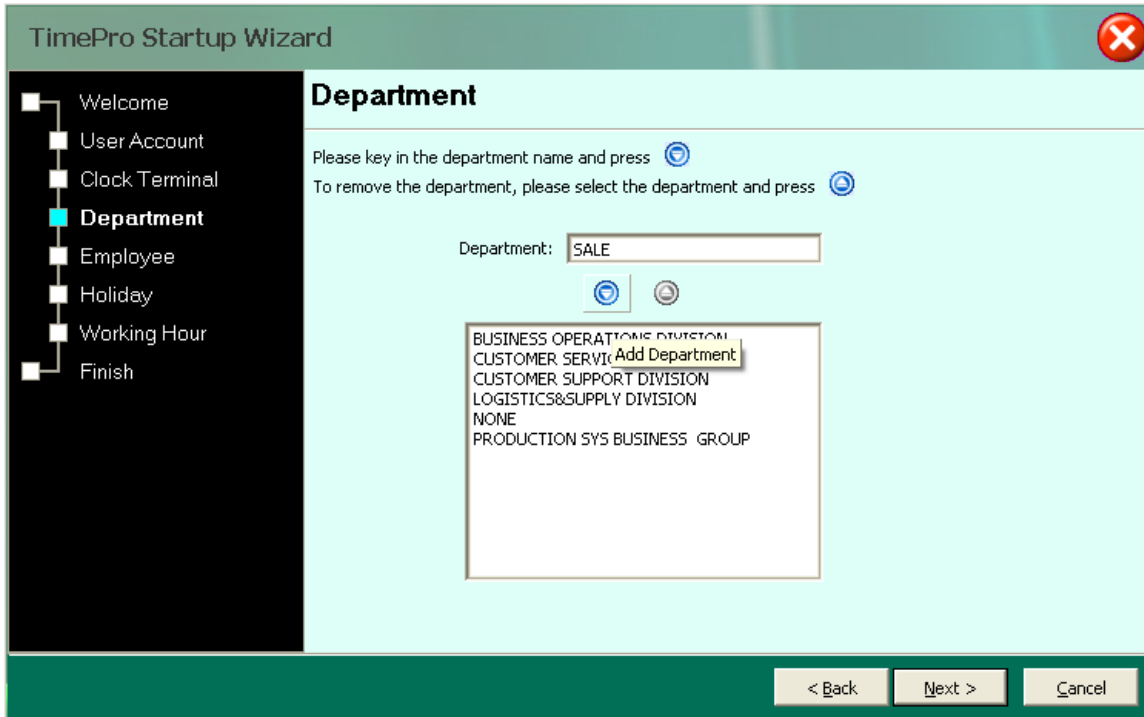 TimePro Startup Wizard
Welcome
User Account
Clock Terminal
Department
Employee
Holiday
Working Hour
Finish
Department
Please key in the department name and press
To remove the department, please select the department and press
Department: SALE
BUSINESS OPERATIONS DIVISION
CUSTOMER
Add Department
CUSTOMER SUPPORT DIVISION
LOGISTICS&SUPPLY DIVISION
NONE
PRODUCTION SYS BUSINESS GROUP
< Back Next > Cancel